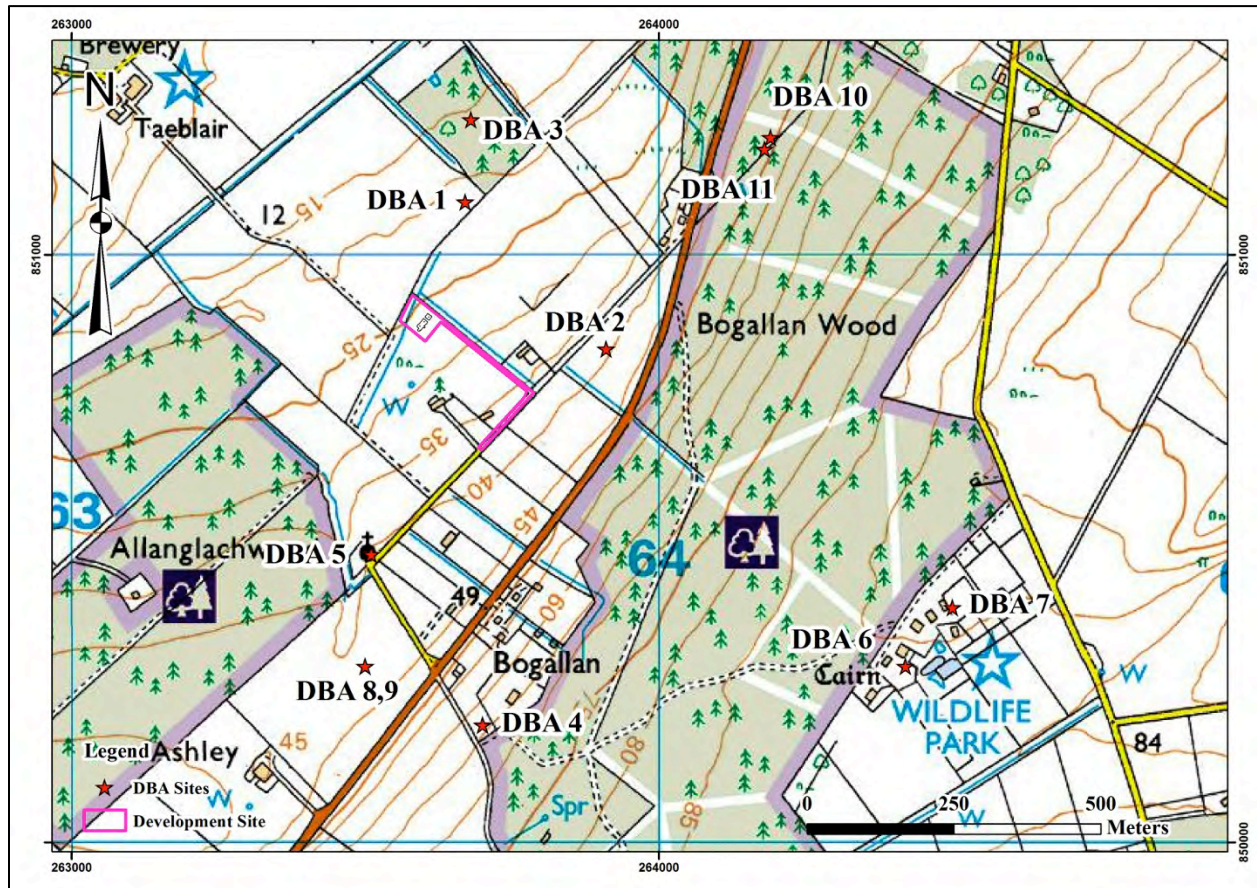 263000
264000
Brewery
N
Taeblair
DBA 3
DBA 10
DBA 11
DBA 1
12
15
851000
851000
DBA 2
Bogallan Wood
25
W
35
40
63
Allanglachw
DBA 5
45
64
49
60
DBA 7
DBA 6
Cairn
W
DBA 8,9
Bogallan
DBA 4
WILDLIFE
PARK
84
Legend
Ashley
45
DBA Sites
W
Development Site
Spr
80
85
0
250
500
W
Meters
850000
850000
263000
264000